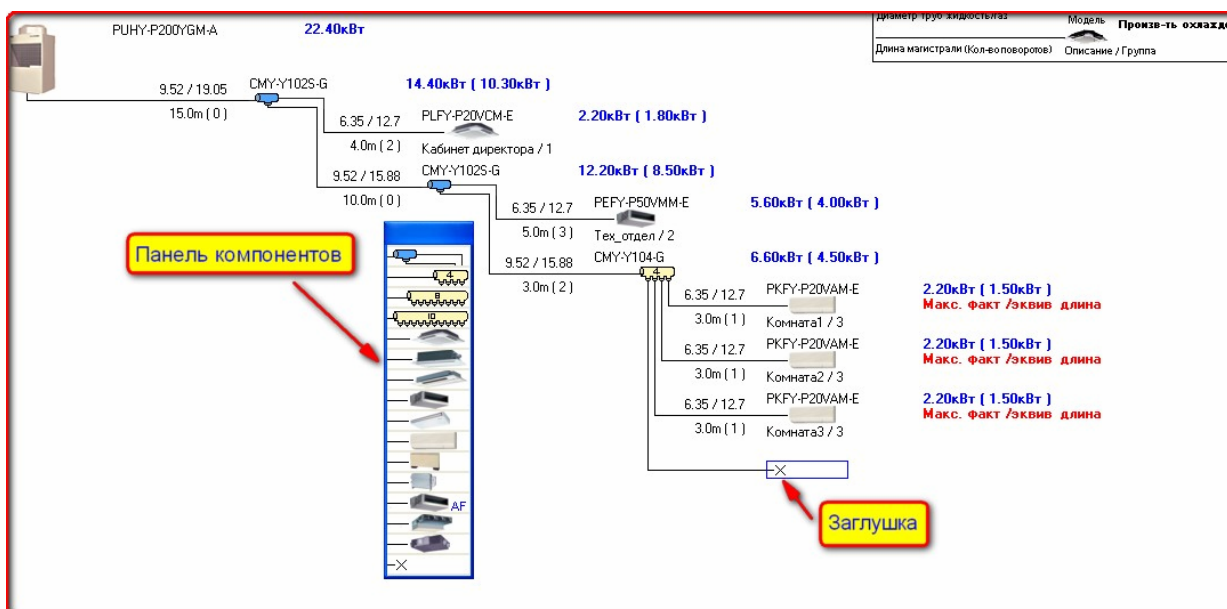 Диаметр труб жидкость/газ
Модель
Произв-ть охлажд
Длина магистрали (Кол-во поворотов)
Описание / Группа
PUHY-P200YGM-A 22.40кВт
9.52 / 19.05
15.0m ( 0 )
CMY-Y102S-G 14.40кВт ( 10.30кВт )
6.35 / 12.7
4.0m ( 2 )
PLFY-P20VCM-E 2.20кВт ( 1.80кВт )
Кабинет директора / 1
9.52 / 15.88
10.0m ( 0 )
CMY-Y102S-G 12.20кВт ( 8.50кВт )
6.35 / 12.7
5.0m ( 3 )
PEFY-P50VMM-E 5.60кВт ( 4.00кВт )
Тех_отдел / 2
9.52 / 15.88
3.0m ( 2 )
CMY-Y104-G 6.60кВт ( 4.50кВт )
4
6.35 / 12.7
3.0m ( 1 )
PKFY-P20VAM-E 2.20кВт ( 1.50кВт )
Макс. факт /эквив длина
Комната1 / 3
6.35 / 12.7
3.0m ( 1 )
PKFY-P20VAM-E 2.20кВт ( 1.50кВт )
Макс. факт /эквив длина
Комната2 / 3
6.35 / 12.7
3.0m ( 1 )
PKFY-P20VAM-E 2.20кВт ( 1.50кВт )
Макс. факт /эквив длина
Комната3 / 3
Панель компонентов
4
8
10
AF
Заглушка